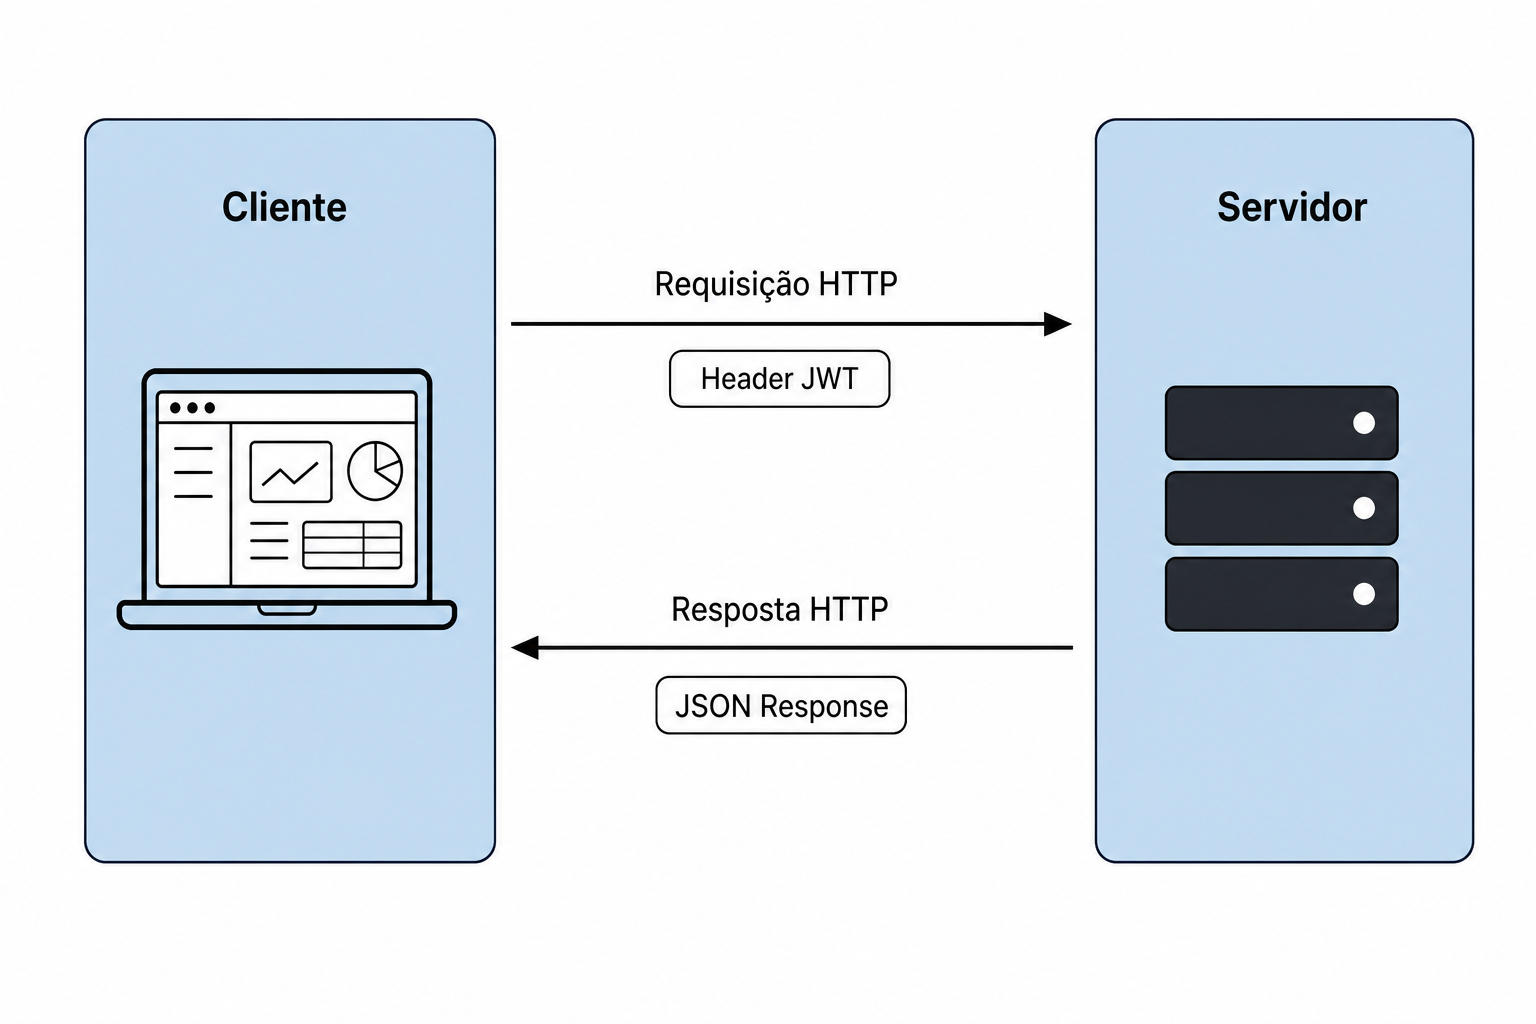 Cliente
Servidor
Requisição HTTP
Header JWT
Resposta HTTP
JSON Response